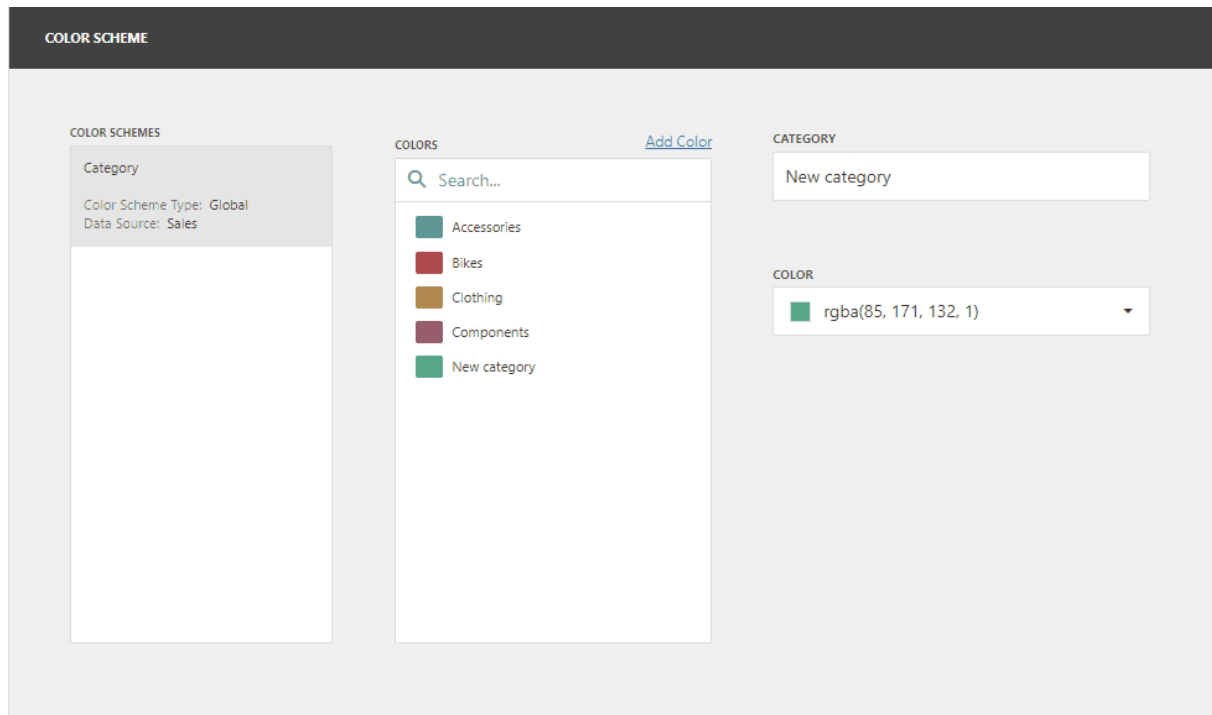 COLOR SCHEME
COLOR SCHEMES
Category
Color Scheme Type: Global
Data Source: Sales
COLORS
Add Color
Search...
Accessories
Bikes
Clothing
Components
New category
CATEGORY
New category
COLOR
rgba(85, 171, 132, 1)